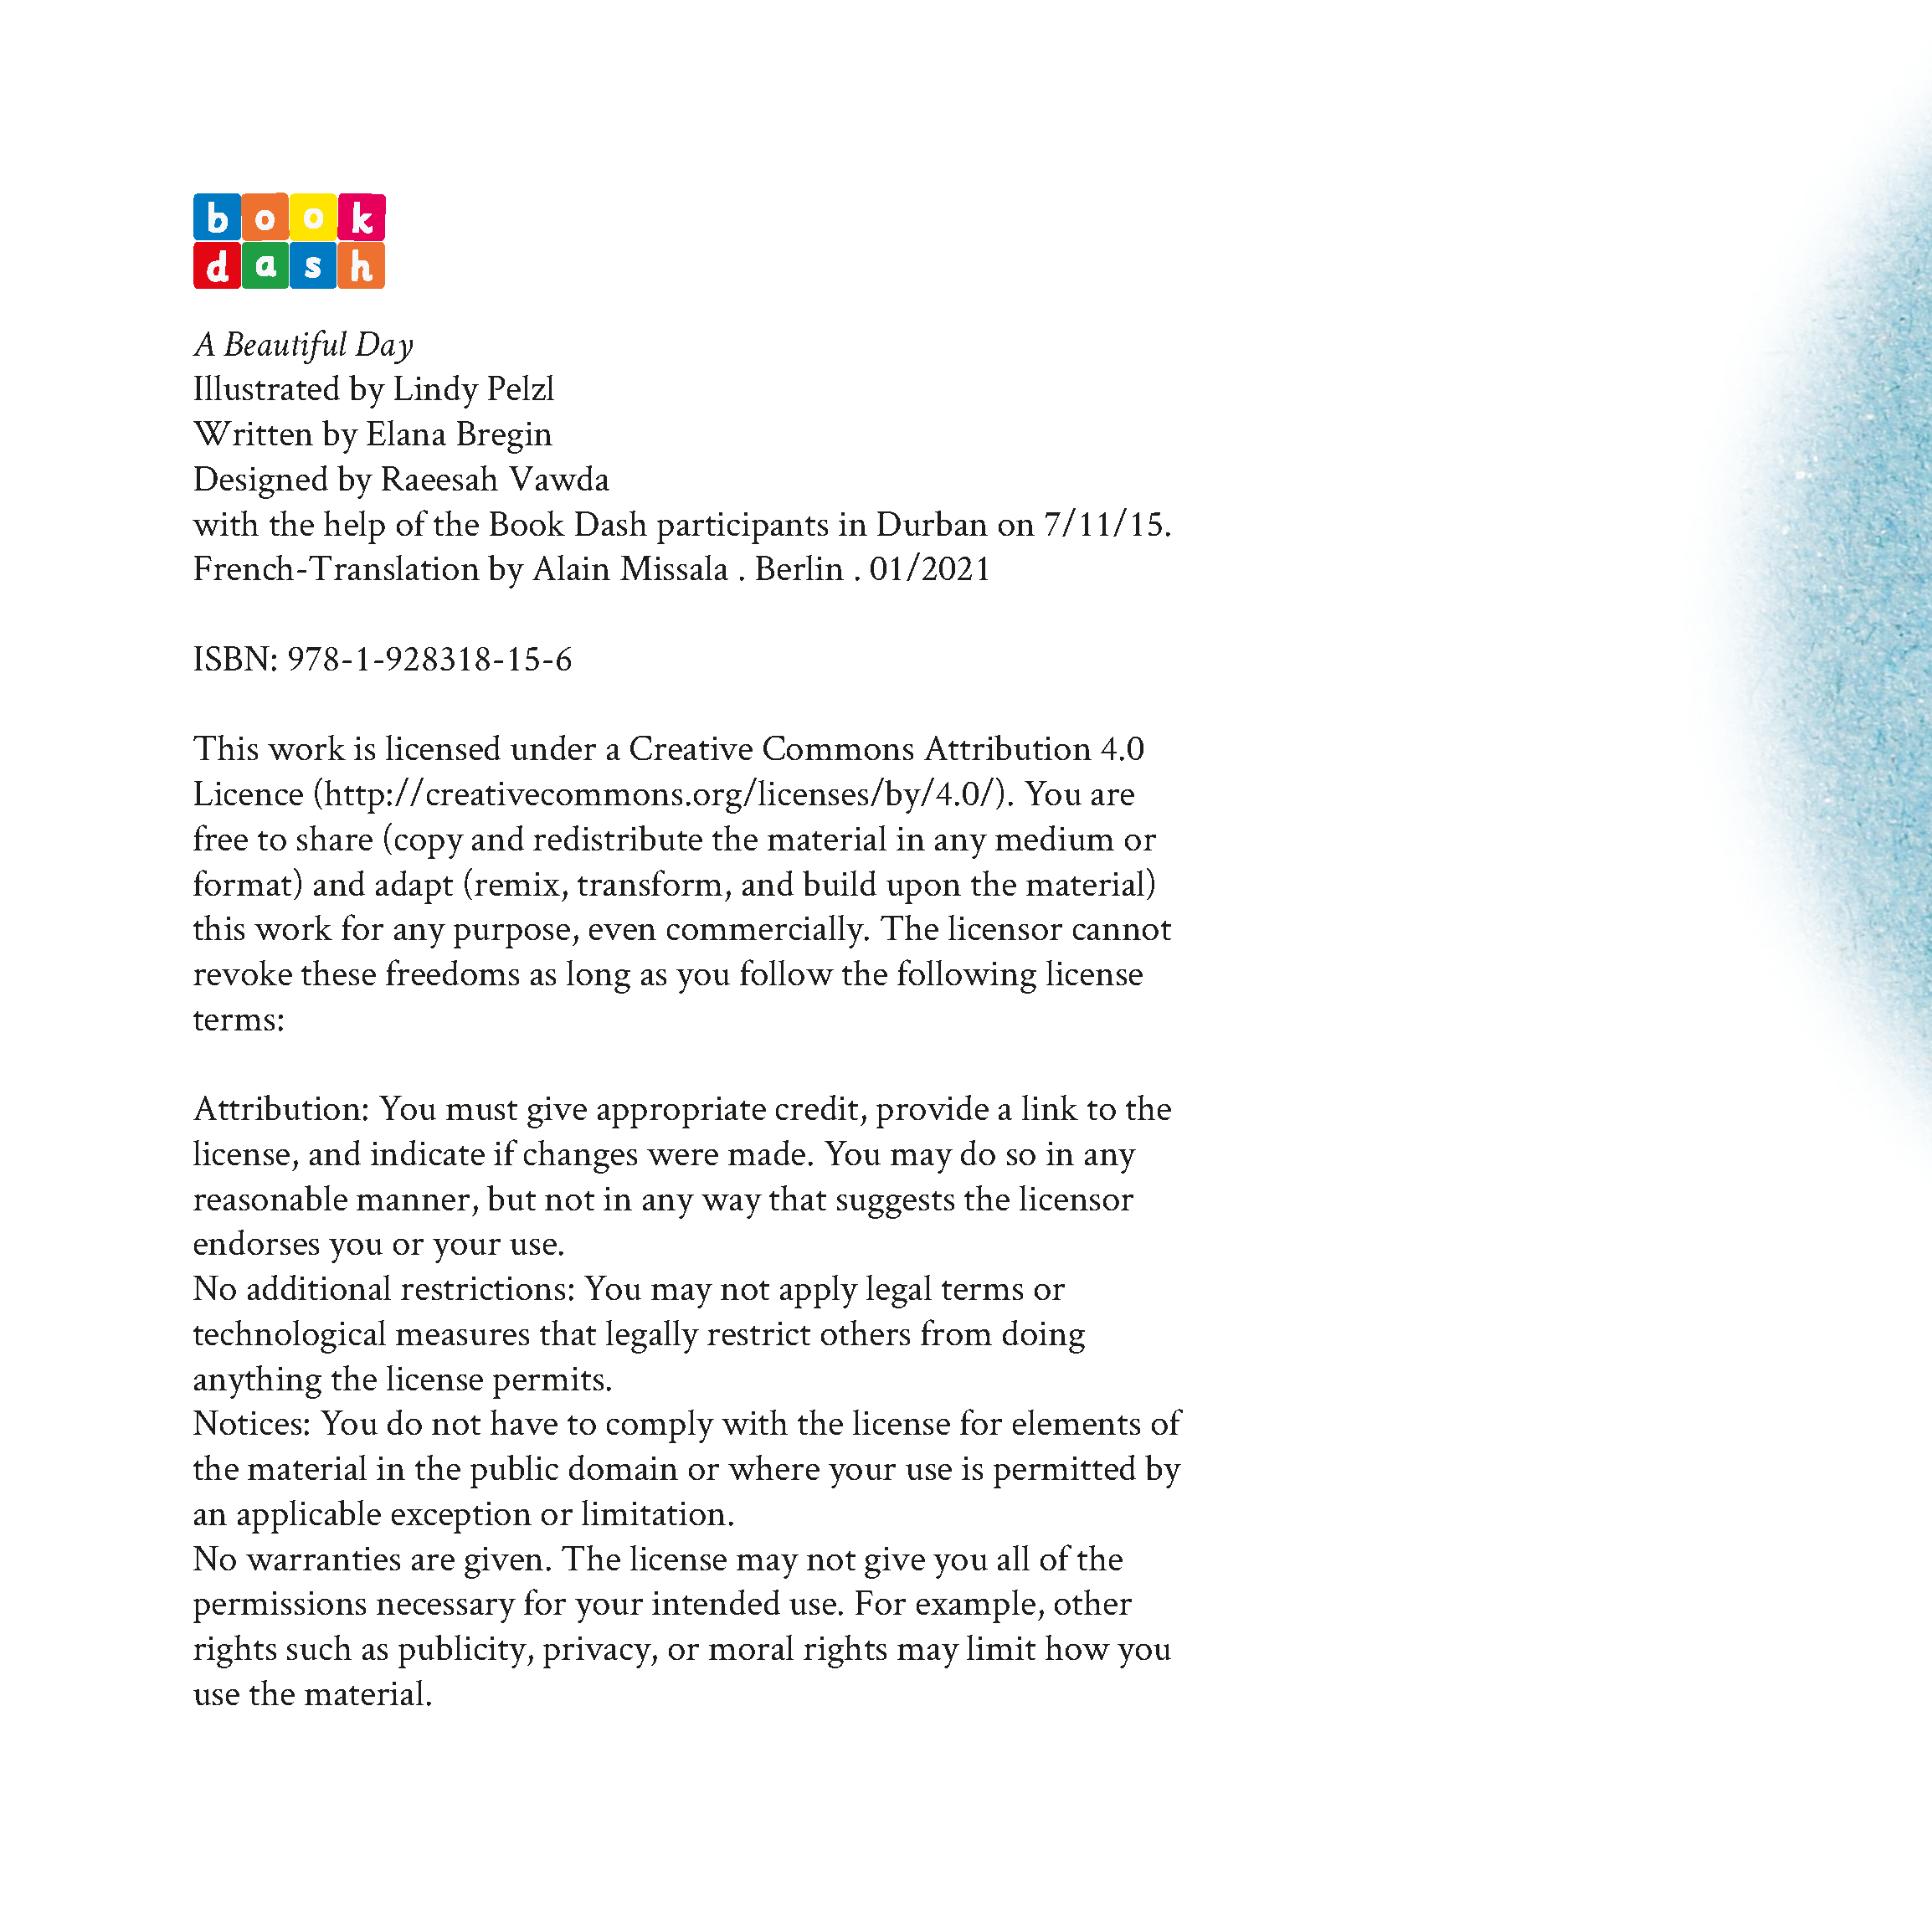 book
dash
A Beautiful Day
Illustrated by Lindy Pelzl
Written by Elana Bregin
Designed by Raeesah Vawda
with the help of the Book Dash participants in Durban on 7/11/15.
French-Translation by Alain Missala . Berlin . 01/2021
ISBN: 978-1-928318-15-6
This work is licensed under a Creative Commons Attribution 4.0
Licence (http://creativecommons.org/licenses/by/4.0/). You are
free to share (copy and redistribute the material in any medium or
format) and adapt (remix, transform, and build upon the material)
this work for any purpose, even commercially. The licensor cannot
revoke these freedoms as long as you follow the following license
terms:
Attribution: You must give appropriate credit, provide a link to the
license, and indicate if changes were made. You may do so in any
reasonable manner, but not in any way that suggests the licensor
endorses you or your use.
No additional restrictions: You may not apply legal terms or
technological measures that legally restrict others from doing
anything the license permits.
Notices: You do not have to comply with the license for elements of
the material in the public domain or where your use is permitted by
an applicable exception or limitation.
No warranties are given. The license may not give you all of the
permissions necessary for your intended use. For example, other
rights such as publicity, privacy, or moral rights may limit how you
use the material.